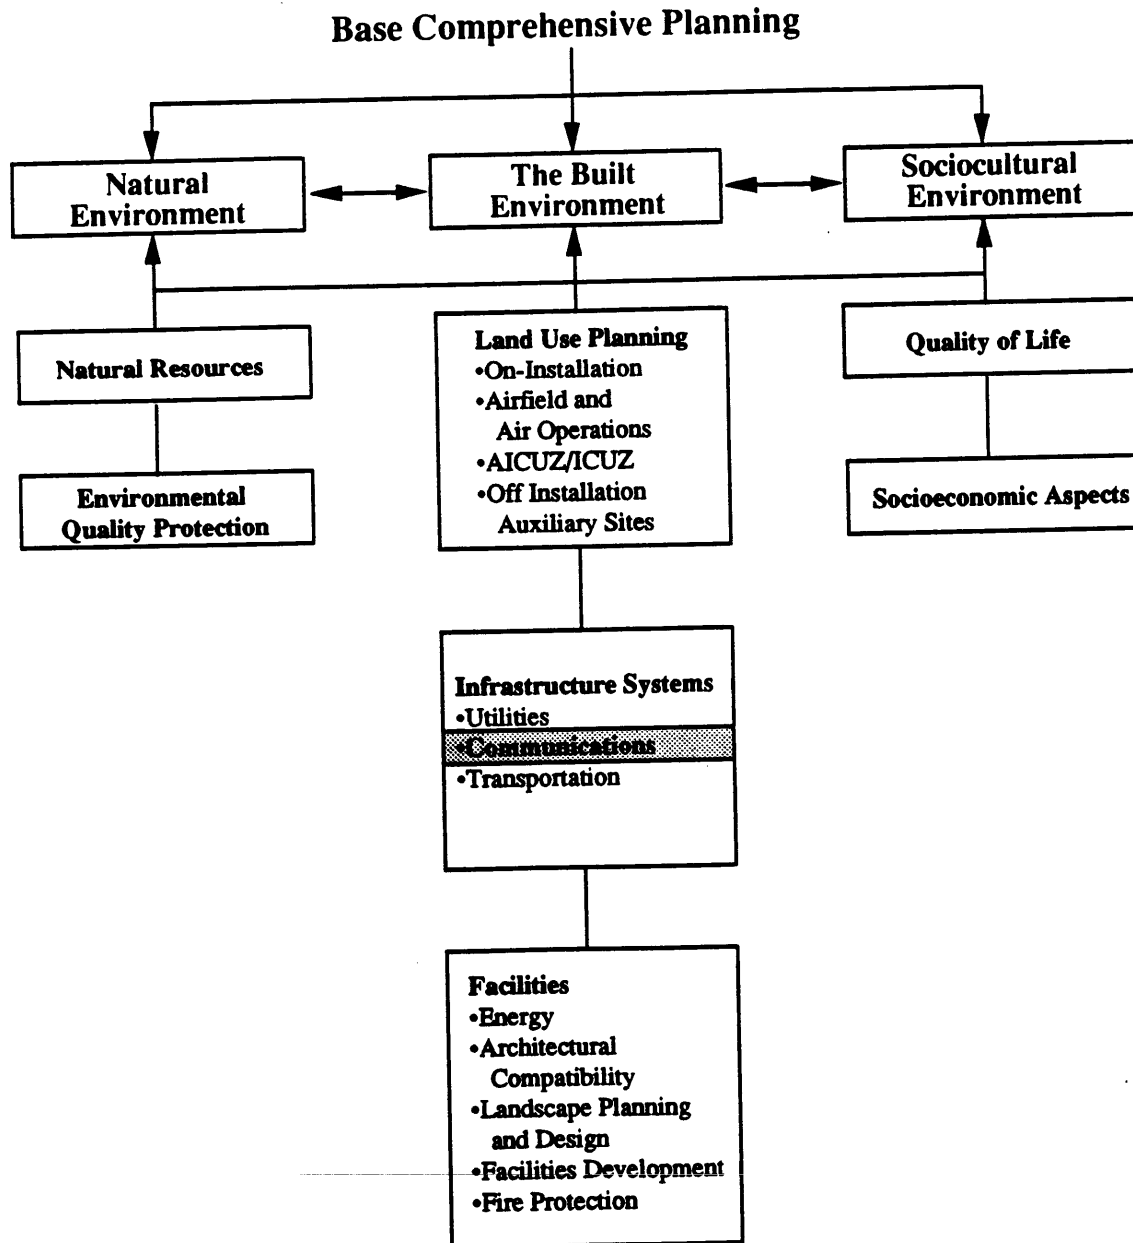 Base Comprehensive Planning
Natural
Environment
The Built
Environment
Sociocultural
Environment
Natural Resources
Environmental
Quality Protection
Land Use Planning
•On-Installation
•Airfield and
Air Operations
•AICUZ/ICUZ
•Off Installation
Auxiliary Sites
Quality of Life
Socioeconomic Aspects
Infrastructure Systems
•Utilities
•Communications
•Transportation
Facilities
•Energy
•Architectural
Compatibility
•Landscape Planning
and Design
•Facilities Development
•Fire Protection